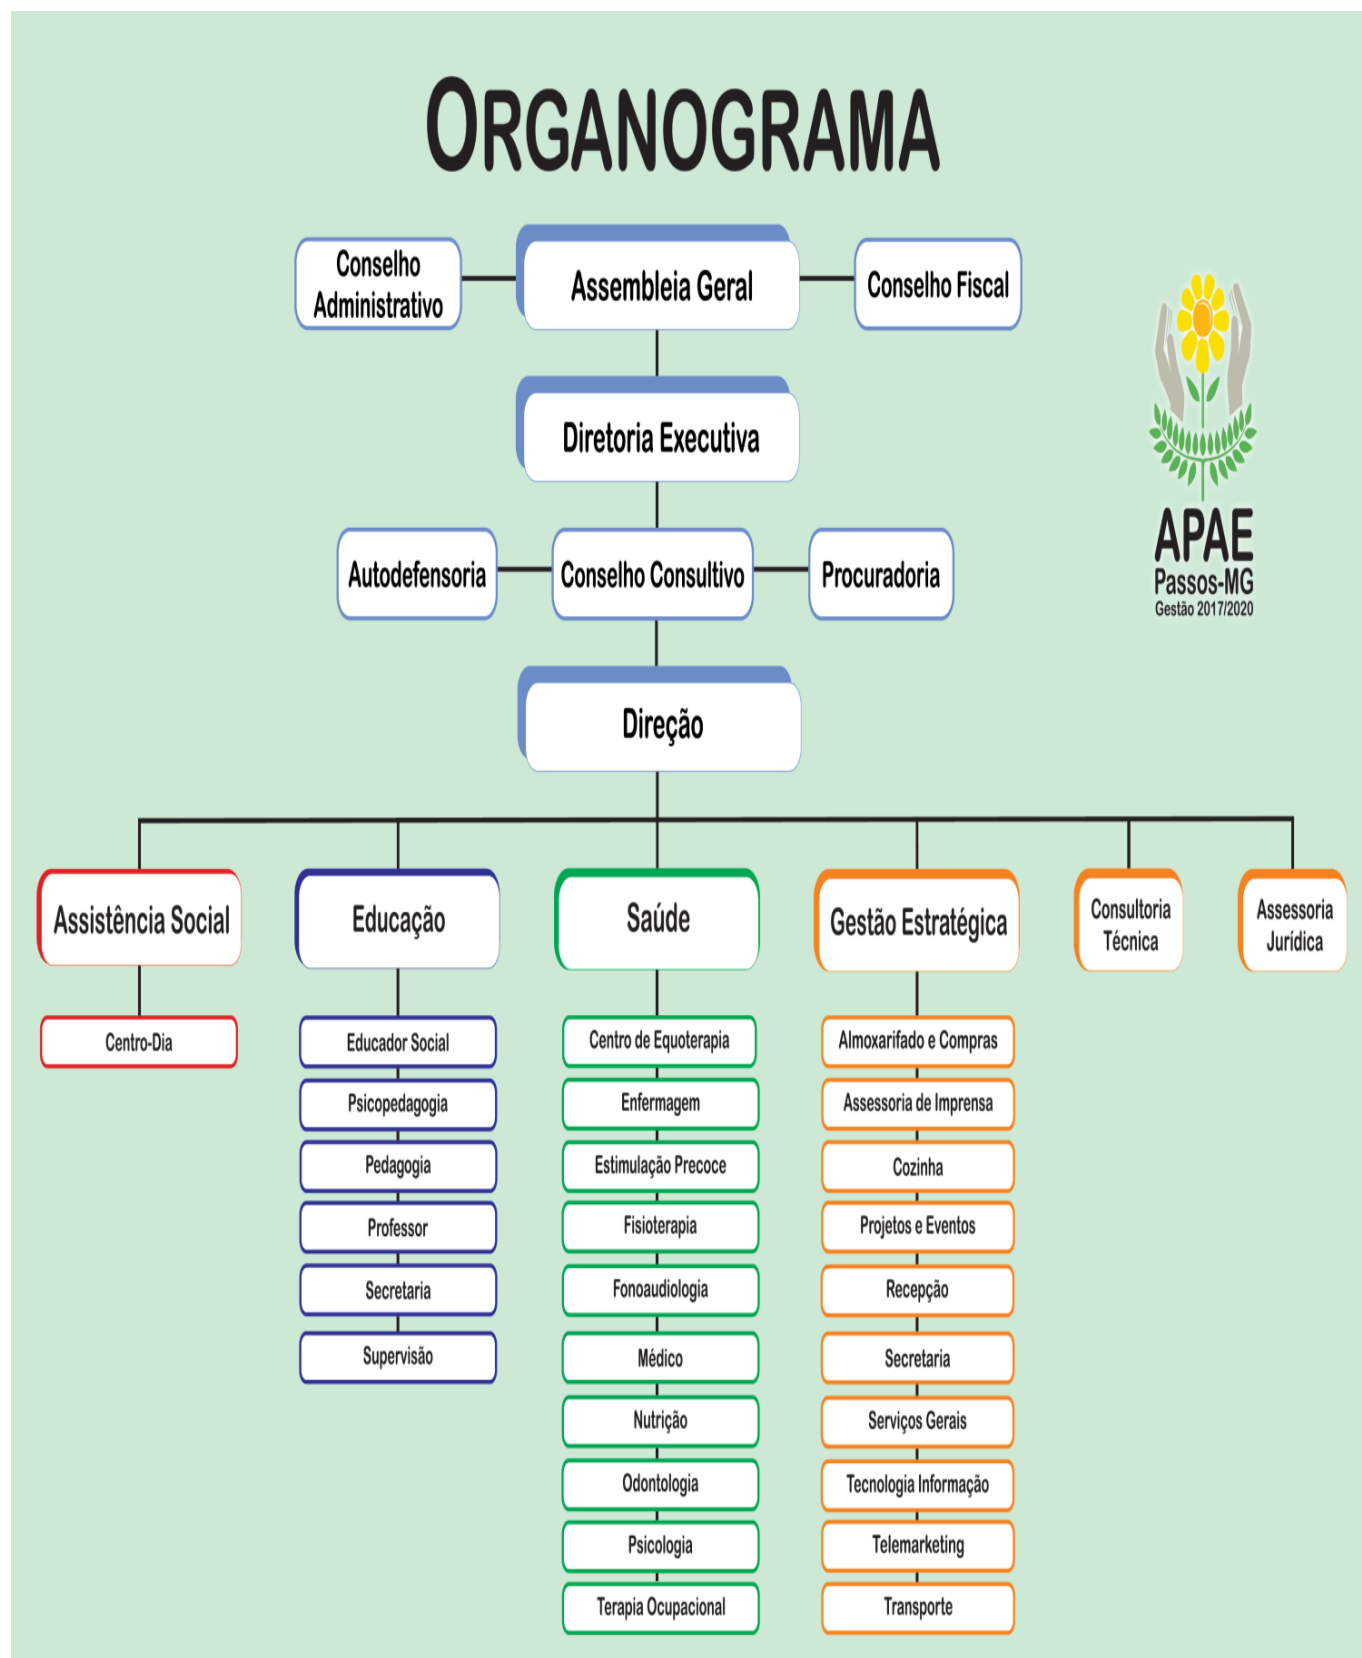 ORGANOGRAMA
Conselho
Administrativo
Assembleia Geral
Conselho Fiscal
Diretoria Executiva
Autodefensoria
Conselho Consultivo
Procuradoria
APAE
Passos-MG
Gestão 2017/2020
Direção
Assistência Social
Educação
Saúde
Gestão Estratégica
Consultoria
Técnica
Assessoria
Jurídica
Centro-Dia
Educador Social
Psicopedagogia
Pedagogia
Professor
Secretaria
Supervisão
Centro de Equoterapia
Enfermagem
Estimulação Precoce
Fisioterapia
Fonoaudiologia
Médico
Nutrição
Odontologia
Psicologia
Terapia Ocupacional
Almoxarifado e Compras
Assessoria de Imprensa
Cozinha
Projetos e Eventos
Recepção
Secretaria
Serviços Gerais
Tecnologia Informação
Telemarketing
Transporte